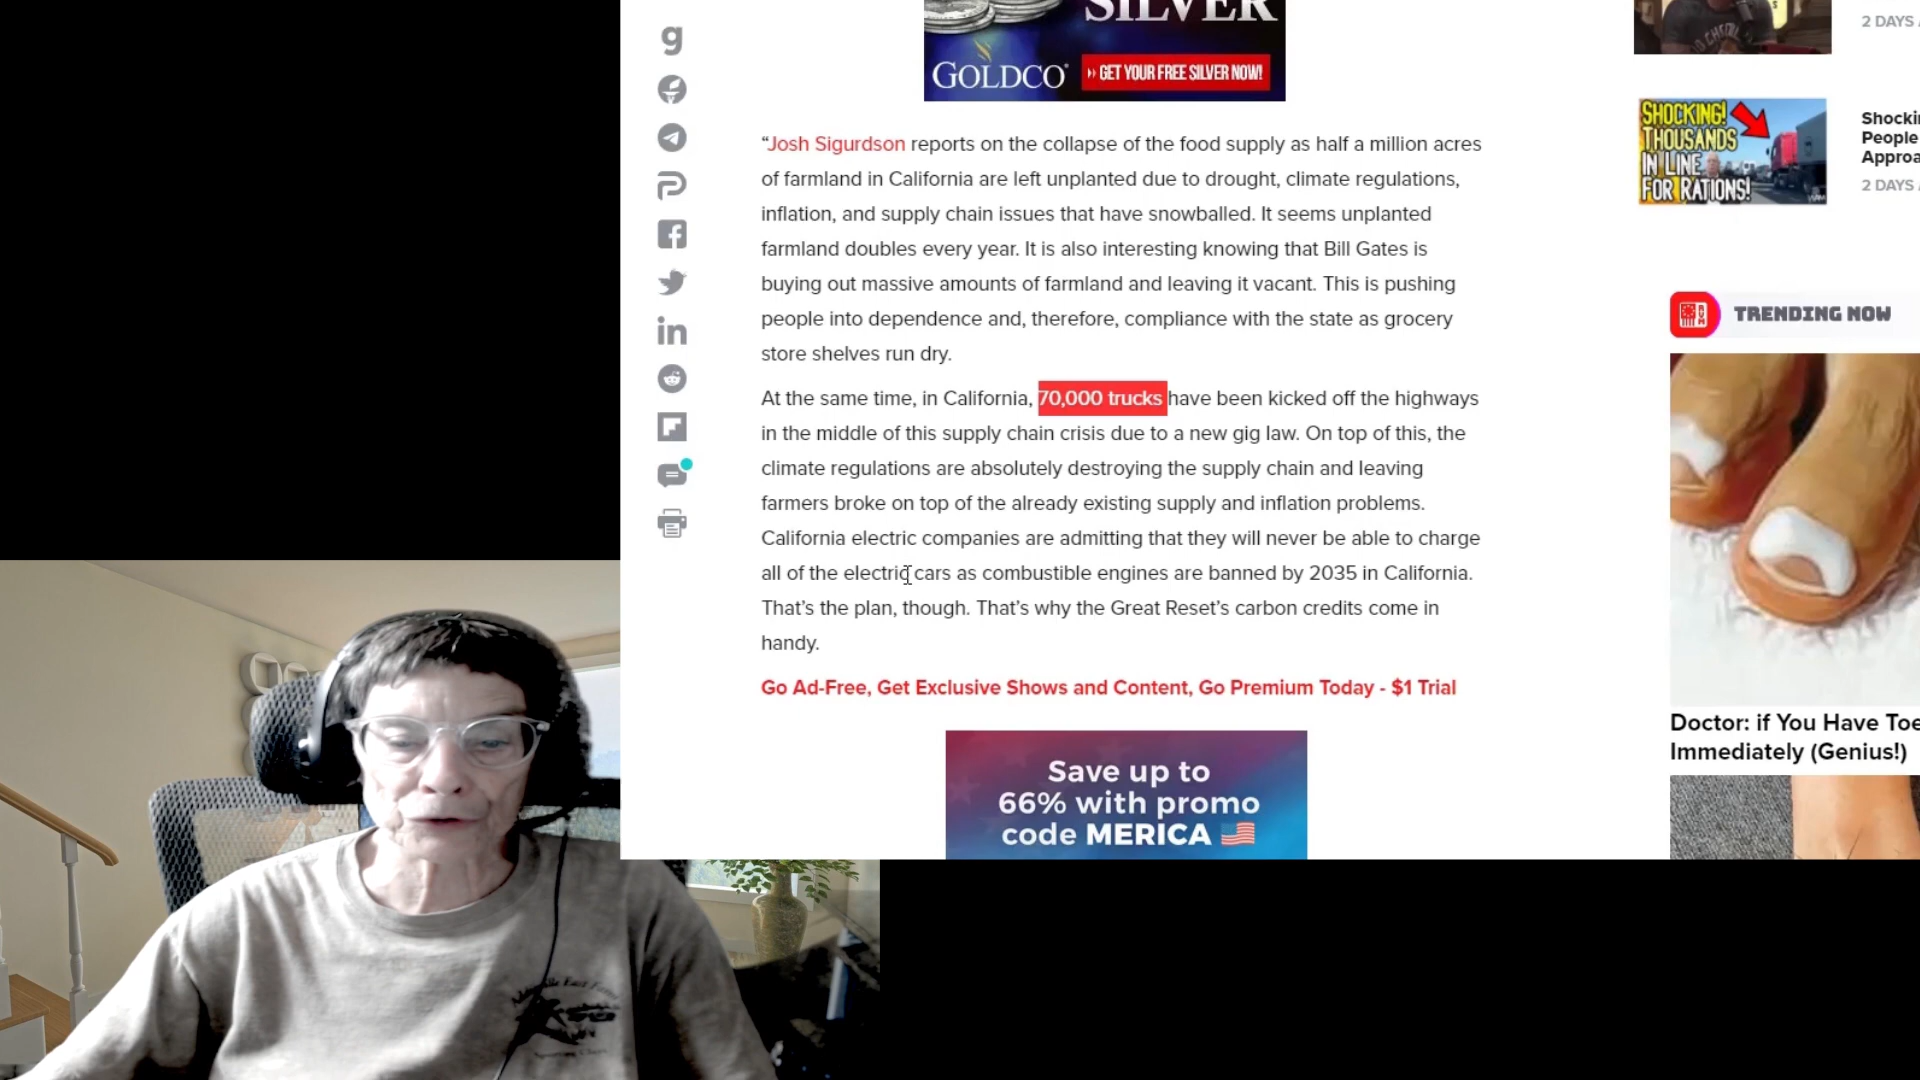 SILVER
GOLDCO
GET YOUR FREE SILVER NOW!
“Josh Sigurdson reports on the collapse of the food supply as half a million acres
of farmland in California are left unplanted due to drought, climate regulations,
inflation, and supply chain issues that have snowballed. It seems unplanted
farmland doubles every year. It is also interesting knowing that Bill Gates is
buying out massive amounts of farmland and leaving it vacant. This is pushing
people into dependence and, therefore, compliance with the state as grocery
store shelves run dry.
At the same time, in California, 70,000 trucks have been kicked off the highways
in the middle of this supply chain crisis due to a new gig law. On top of this, the
climate regulations are absolutely destroying the supply chain and leaving
farmers broke on top of the already existing supply and inflation problems.
California electric companies are admitting that they will never be able to charge
all of the electric cars as combustible engines are banned by 2035 in California.
That’s the plan, though. That’s why the Great Reset’s carbon credits come in
handy.
Go Ad-Free, Get Exclusive Shows and Content, Go Premium Today - $1 Trial
Save up to
66% with promo
code MERICA
2 DAYS
SHOCKING!
THOUSANDS
IN LINE
FOR RATIONS!
People
2 DAYS
TRENDING NOW
Doctor: if You Have
Immediately (Genius!)